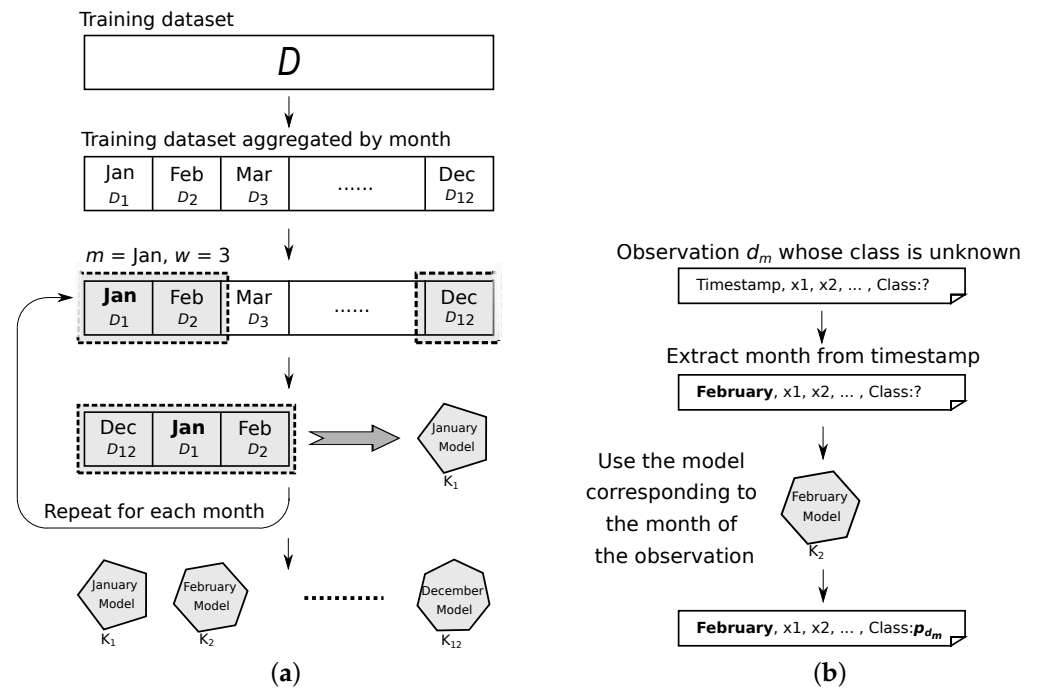 Training dataset
D
Training dataset aggregated by month
Jan Feb Mar ...... Dec
D1 D2 D3 D12
m = Jan, w = 3
Jan Feb Mar ...... Dec
D1 D2 D3 D12
Dec Jan Feb
D12 D1 D2
January
Model
K1
Repeat for each month
January
Model
K1
February
Model
K2
December
Model
K12
(a)
Observation dm whose class is unknown
Timestamp, x1, x2, ... , Class:?
Extract month from timestamp
February, x1, x2, ... , Class:?
Use the model
corresponding to
the month of
the observation
February
Model
K2
February, x1, x2, ... , Class:pdm
(b)